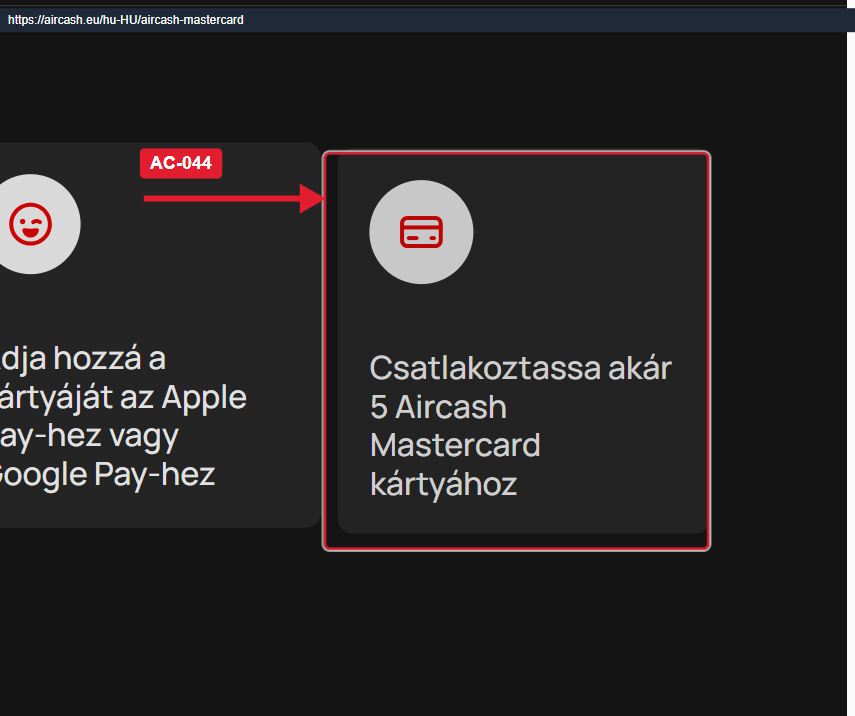 https://aircash.eu/hu-HU/aircash-mastercard
AC-044
dja hozzá a
ártyáját az Apple
ay-hez vagy
oogle Pay-hez
Csatlakoztassa akár
5 Aircash
Mastercard
kártyához